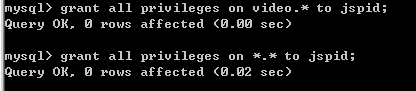 mysql> grant all privileges on video.* to jspid;
Query OK, 0 rows affected (0.00 sec)
mysql> grant all privileges on *.* to jspid;
Query OK, 0 rows affected (0.02 sec)